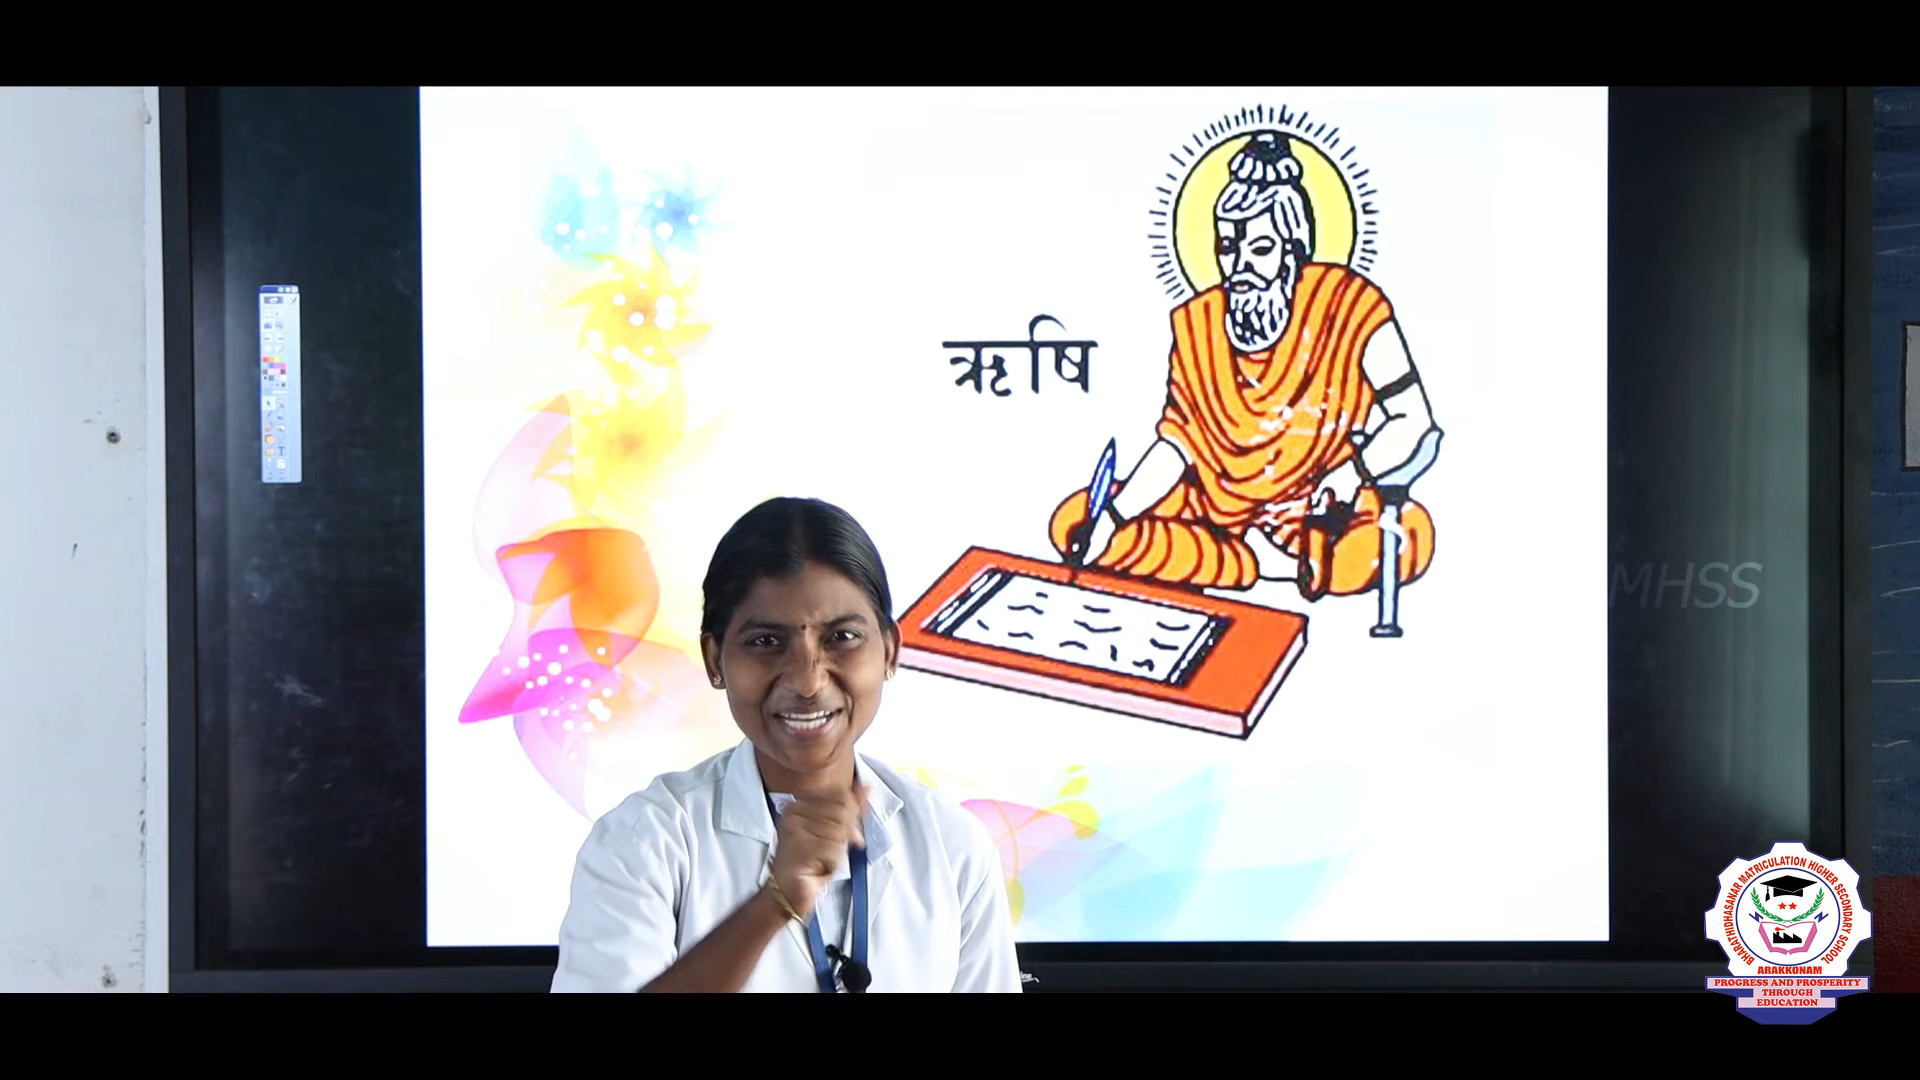 ऋषि
MHSS
BHARATHIDHASANAR MATRICULATION HIGHER SECONDARY SCHOOL
ARAKKONAM
PROGRESS AND PROSPERITY
THROUGH
EDUCATION